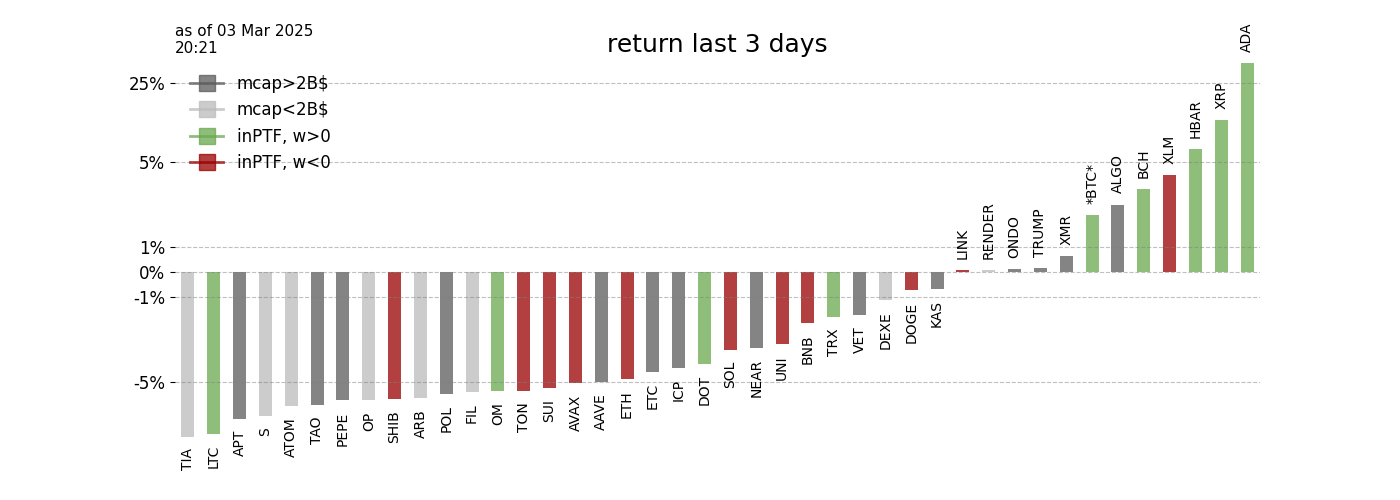 as of 03 Mar 2025
20:21
return last 3 days
25%
5%
1%
0%
-1%
-5%
mcap>2B$
mcap<2B$
inPTF, w>0
inPTF, w<0
TIA
LTC
APT
S
ATOM
TAO
PEPE
OP
SHIB
ARB
POL
FIL
OM
TON
SUI
AVAX
AAVE
ETH
ETC
ICP
DOT
SOL
NEAR
UNI
BNB
TRX
VET
DEXE
DOGE
KAS
LINK
RENDER
ONDO
TRUMP
XMR
*BTC*
ALGO
BCH
XLM
HBAR
XRP
ADA